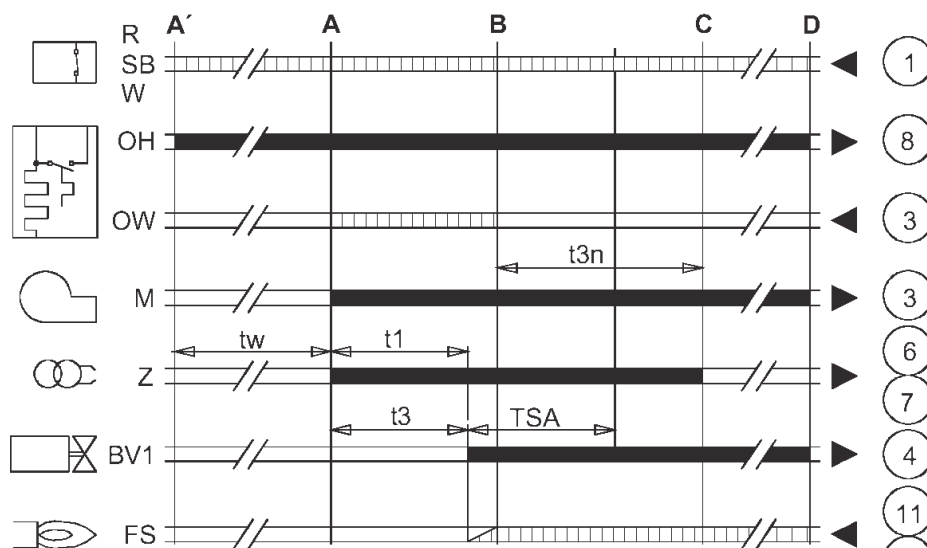 A´ A B C D
R
SB 1
W
OH 8
OW 3
t3n
M 3
tw t1 6
Z 7
t3 TSA
BV1 4
11
FS